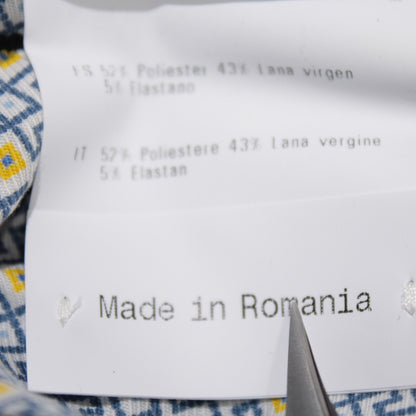 ES 52% Poliester 43% Lana virgen
5% Elastano
IT 52% Poliestere 43% Lana vergine
5% Elastan
Made in Romania